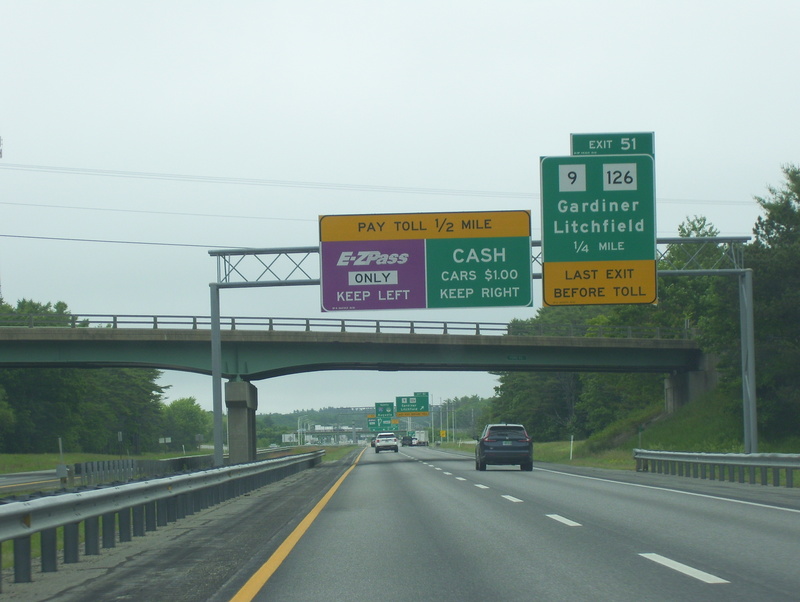 PAY TOLL 1/2 MILE
E-ZPass
ONLY
KEEP LEFT
CASH
CARS $1.00
KEEP RIGHT
EXIT 51
9 126
Gardiner
Litchfield
1/4 MILE
LAST EXIT
BEFORE TOLL